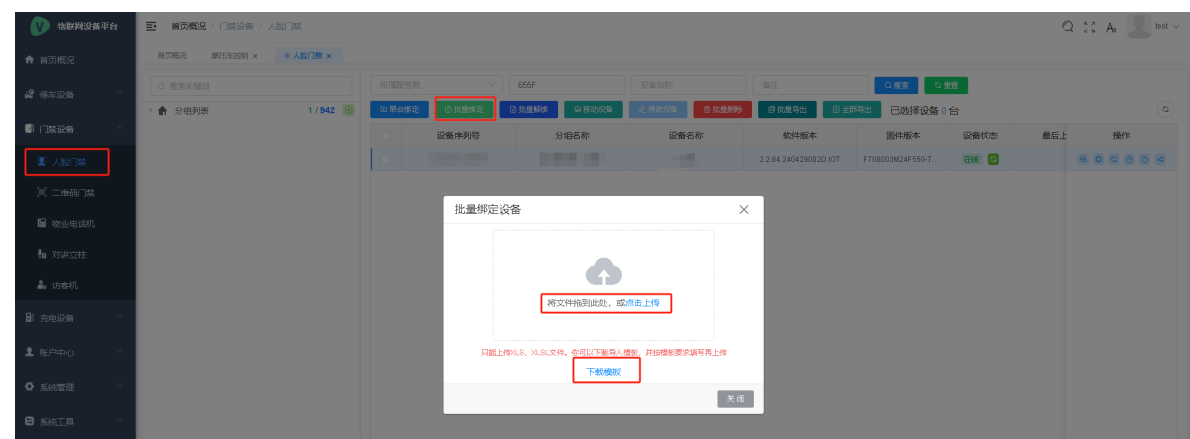 物联网设备平台
首页概况 / 门禁设备 / 人脸门禁
test
首页概况
停车设备
门禁设备
人脸门禁
二维码门禁
物业电话机
对讲立柱
访客机
充电设备
账户中心
系统管理
系统工具
首页概况 摩托车控制 × 人脸门禁 ×
搜索关键词
分组列表 1 / 942
655F 设备名称 备注 搜索 重置
单台绑定 批量绑定 批量解绑 移动设备 修改设备 批量删除 批量导出 全部导出 已选择设备 0 台
设备序列号 分组名称 设备名称 软件版本 固件版本 设备状态 最后上 操作
2.2.84.240429002D.IOT F708003M24F550-T... 在线
批量绑定设备
将文件拖到此处，或点击上传
只能上传XLS、XLSL文件。你可以下载导入模板，并按模板要求填写再上传
下载模板
关闭